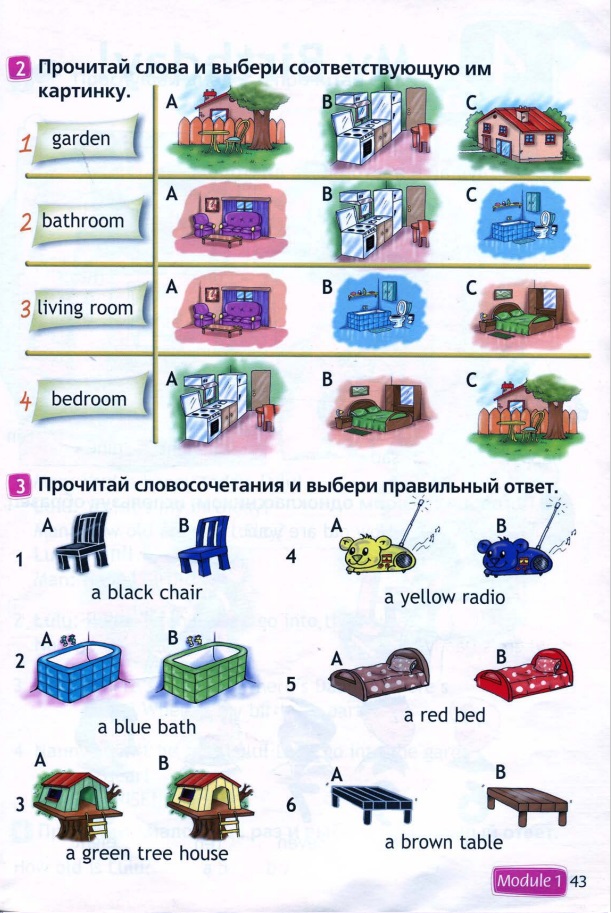 2 Прочитай слова и выбери соответствующую им
картинку.
A B C
1 garden
A B C
2 bathroom
A B C
3 living room
A B C
4 bedroom
3 Прочитай словосочетания и выбери правильный ответ.
A B
1
a black chair
A B
4
a yellow radio
A B
2
a blue bath
A B
5
a red bed
A B
3
a green tree house
A B
6
a brown table
Module 1 43